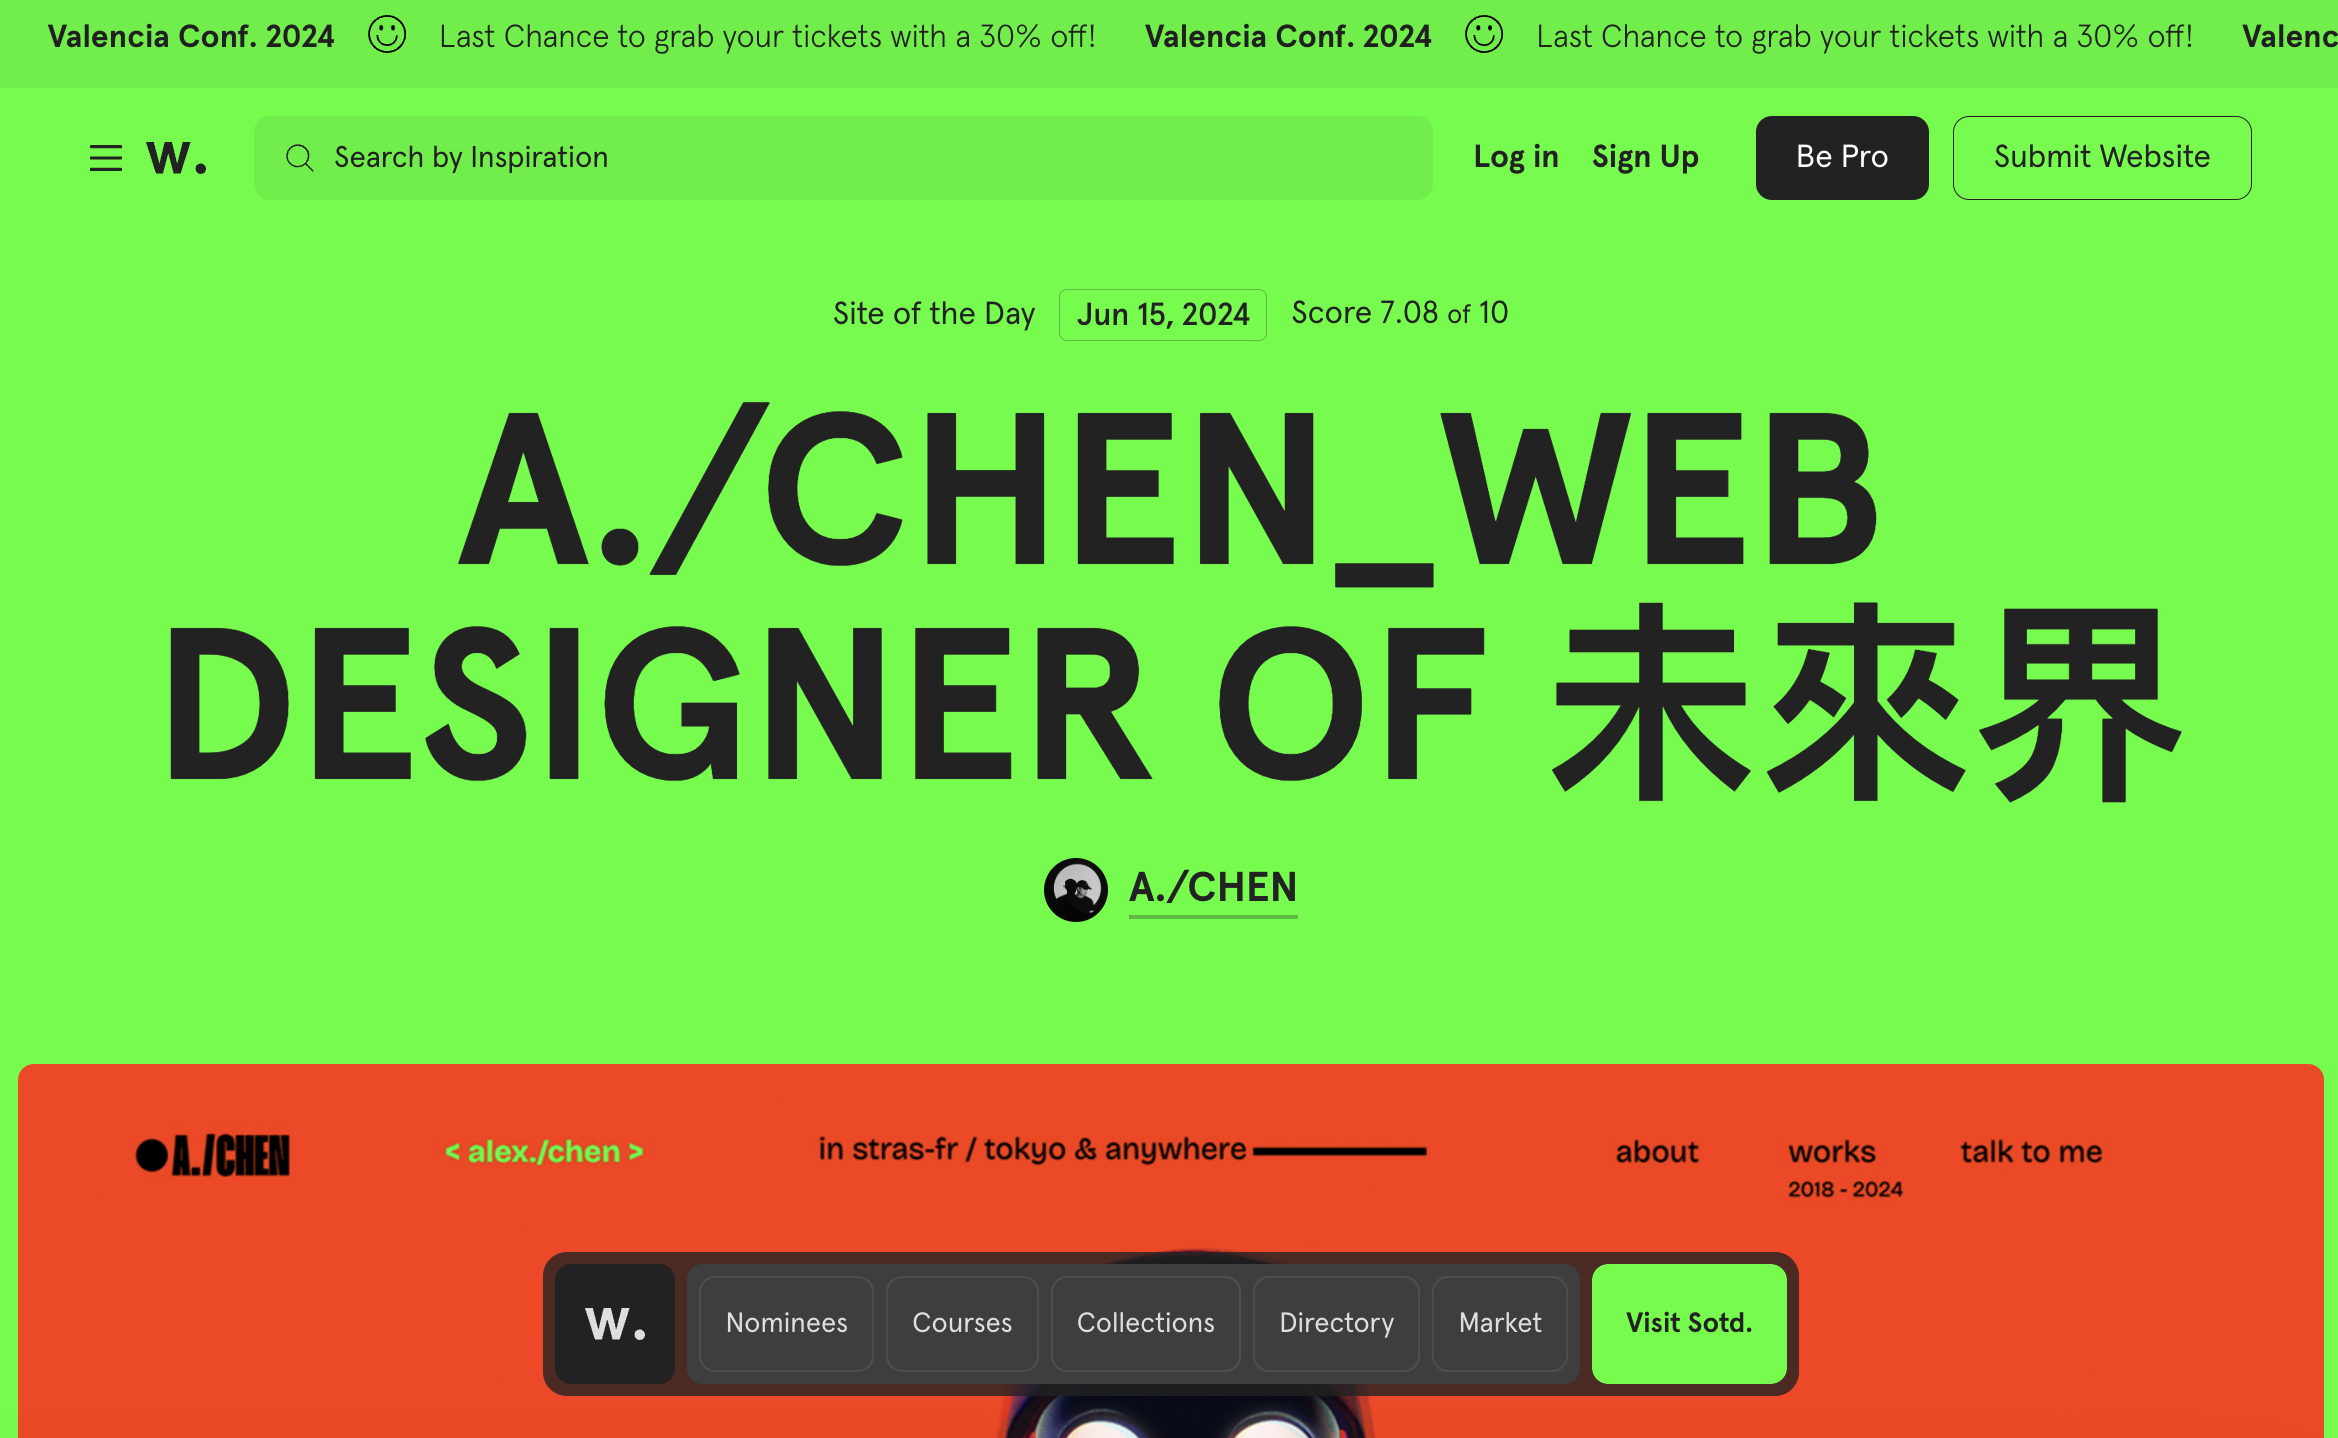 Valencia Conf. 2024 Last Chance to grab your tickets with a 30% off! Valencia Conf. 2024 Last Chance to grab your tickets with a 30% off! Valenc
W. Search by Inspiration Log in Sign Up Be Pro Submit Website
Site of the Day Jun 15, 2024 Score 7.08 of 10
A./CHEN_WEB
DESIGNER OF 未來界
A./CHEN
A./CHEN < alex./chen > in stras-fr / tokyo & anywhere about works talk to me
2018 - 2024
W. Nominees Courses Collections Directory Market Visit Sotd.